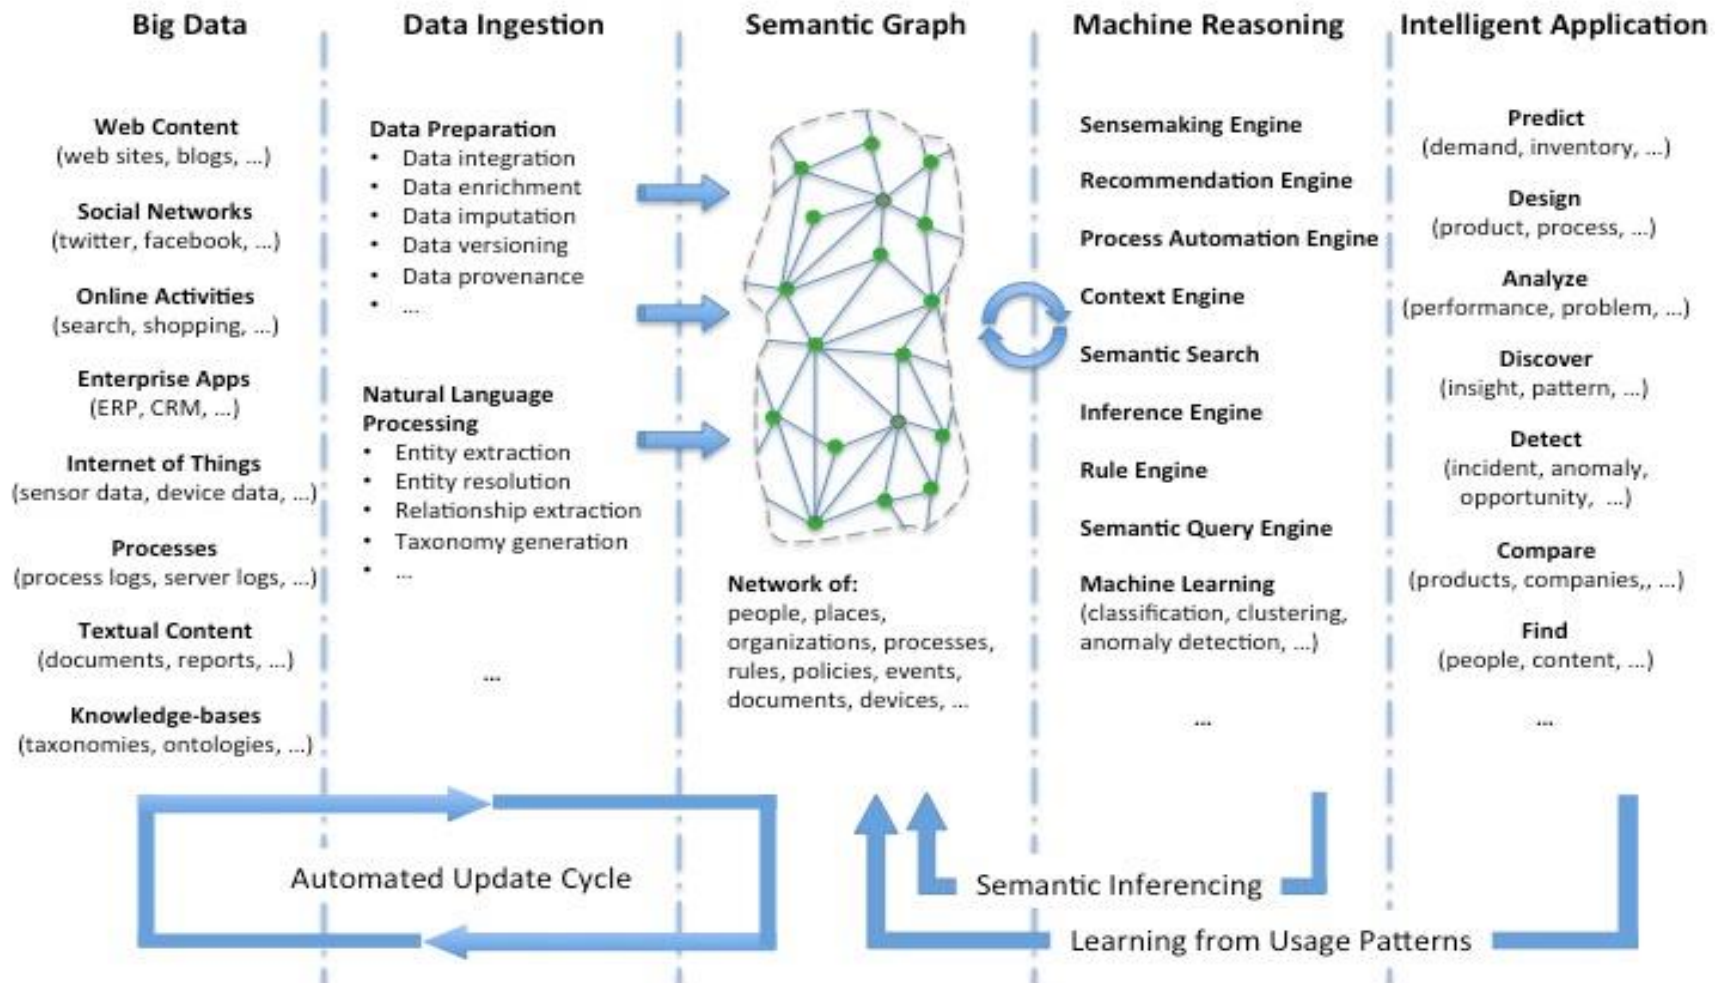 Big Data
Data Ingestion
Semantic Graph
Machine Reasoning
Intelligent Application
Web Content
(web sites, blogs, ...)
Social Networks
(twitter, facebook, ...)
Online Activities
(search, shopping, ...)
Enterprise Apps
(ERP, CRM, ...)
Internet of Things
(sensor data, device data, ...)
Processes
(process logs, server logs, ...)
Textual Content
(documents, reports, ...)
Knowledge-bases
(taxonomies, ontologies, ...)
Data Preparation
• Data integration
• Data enrichment
• Data imputation
• Data versioning
• Data provenance
• ...
Natural Language
Processing
• Entity extraction
• Entity resolution
• Relationship extraction
• Taxonomy generation
• ...
...
Network of:
people, places,
organizations, processes,
rules, policies, events,
documents, devices, ...
Sensemaking Engine
Recommendation Engine
Process Automation Engine
Context Engine
Semantic Search
Inference Engine
Rule Engine
Semantic Query Engine
Machine Learning
(classification, clustering,
anomaly detection, ...)
...
Predict
(demand, inventory, ...)
Design
(product, process, ...)
Analyze
(performance, problem, ...)
Discover
(insight, pattern, ...)
Detect
(incident, anomaly,
opportunity, ...)
Compare
(products, companies,, ...)
Find
(people, content, ...)
...
Automated Update Cycle
Semantic Inferencing
Learning from Usage Patterns